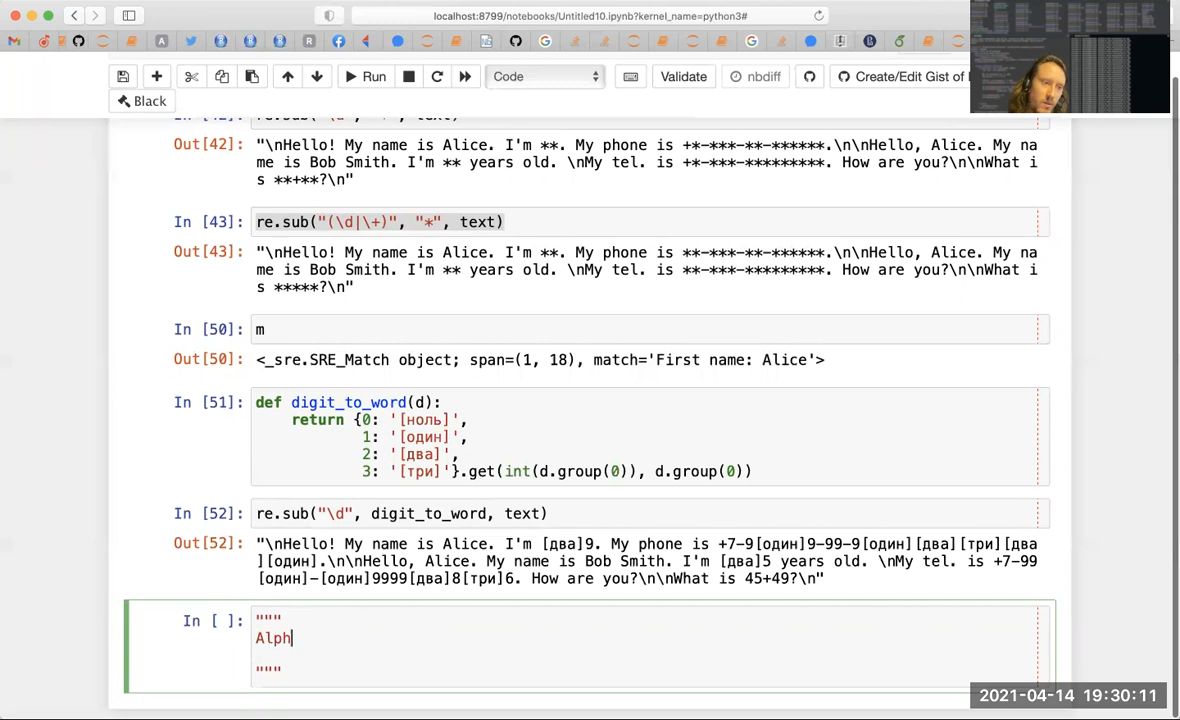 localhost:8799/notebooks/Untitled10.ipynb?kernel_name=python3#
Run
Code
Validate
nbdiff
Create/Edit Gist of
Black
Out[42]: "\nHello! My name is Alice. I'm **. My phone is +*-***-**-******.\n\nHello, Alice. My na
me is Bob Smith. I'm ** years old. \nMy tel. is +*-***-*********. How are you?\n\nWhat i
s **+**?\n"
In [43]: re.sub("(\d|\+)", "*", text)
Out[43]: "\nHello! My name is Alice. I'm **. My phone is **-***-**-******.\n\nHello, Alice. My na
me is Bob Smith. I'm ** years old. \nMy tel. is **-***-*********. How are you?\n\nWhat i
s *****?\n"
In [50]: m
Out[50]: <_sre.SRE_Match object; span=(1, 18), match='First name: Alice'>
In [51]: def digit_to_word(d):
return {0: '[ноль]',
1: '[один]',
2: '[два]',
3: '[три]'}.get(int(d.group(0)), d.group(0))
In [52]: re.sub("\d", digit_to_word, text)
Out[52]: "\nHello! My name is Alice. I'm [два]9. My phone is +7-9[один]9-99-9[один][два][три][два
][один].\n\nHello, Alice. My name is Bob Smith. I'm [два]5 years old. \nMy tel. is +7-99
[один]-[один]9999[два]8[три]6. How are you?\n\nWhat is 45+49?\n"
In [ ]: """
Alph
"""
2021-04-14 19:30:11